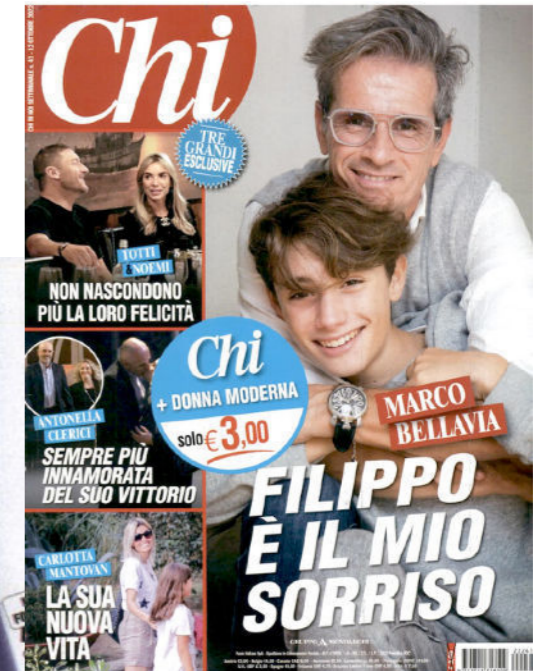 Chi
TRE
GRANDI
ESCLUSIVE
TOTTI
&NOEMI
NON NASCONDONO
PIÙ LA LORO FELICITÀ
Chi
+ DONNA MODERNA
solo € 3,00
ANTONELLA
CLERICI
SEMPRE PIÙ
INNAMORATA
DEL SUO VITTORIO
MARCO
BELLAVIA
FILIPPO
È IL MIO
SORRISO
CARLOTTA
MANTOVAN
LA SUA
NUOVA
VITA
GRUPPO MONDADORI